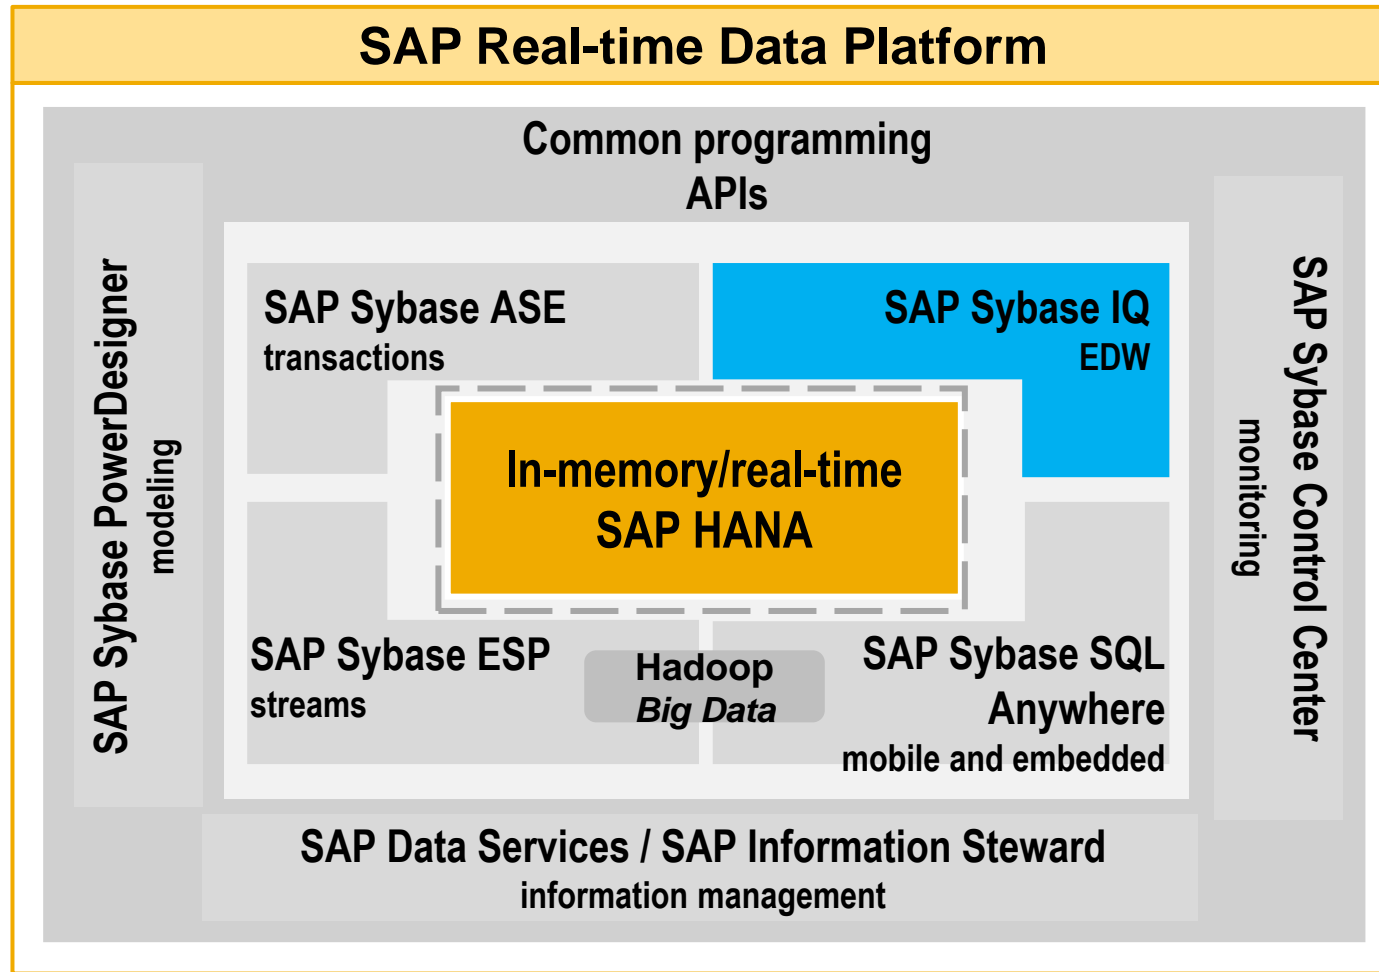 SAP Real-time Data Platform
Common programming
APIs
SAP Sybase PowerDesigner
modeling
SAP Sybase ASE
transactions
SAP Sybase IQ
EDW
In-memory/real-time
SAP HANA
SAP Sybase ESP
streams
Hadoop
Big Data
SAP Sybase SQL
Anywhere
mobile and embedded
SAP Sybase Control Center
monitoring
SAP Data Services / SAP Information Steward
information management